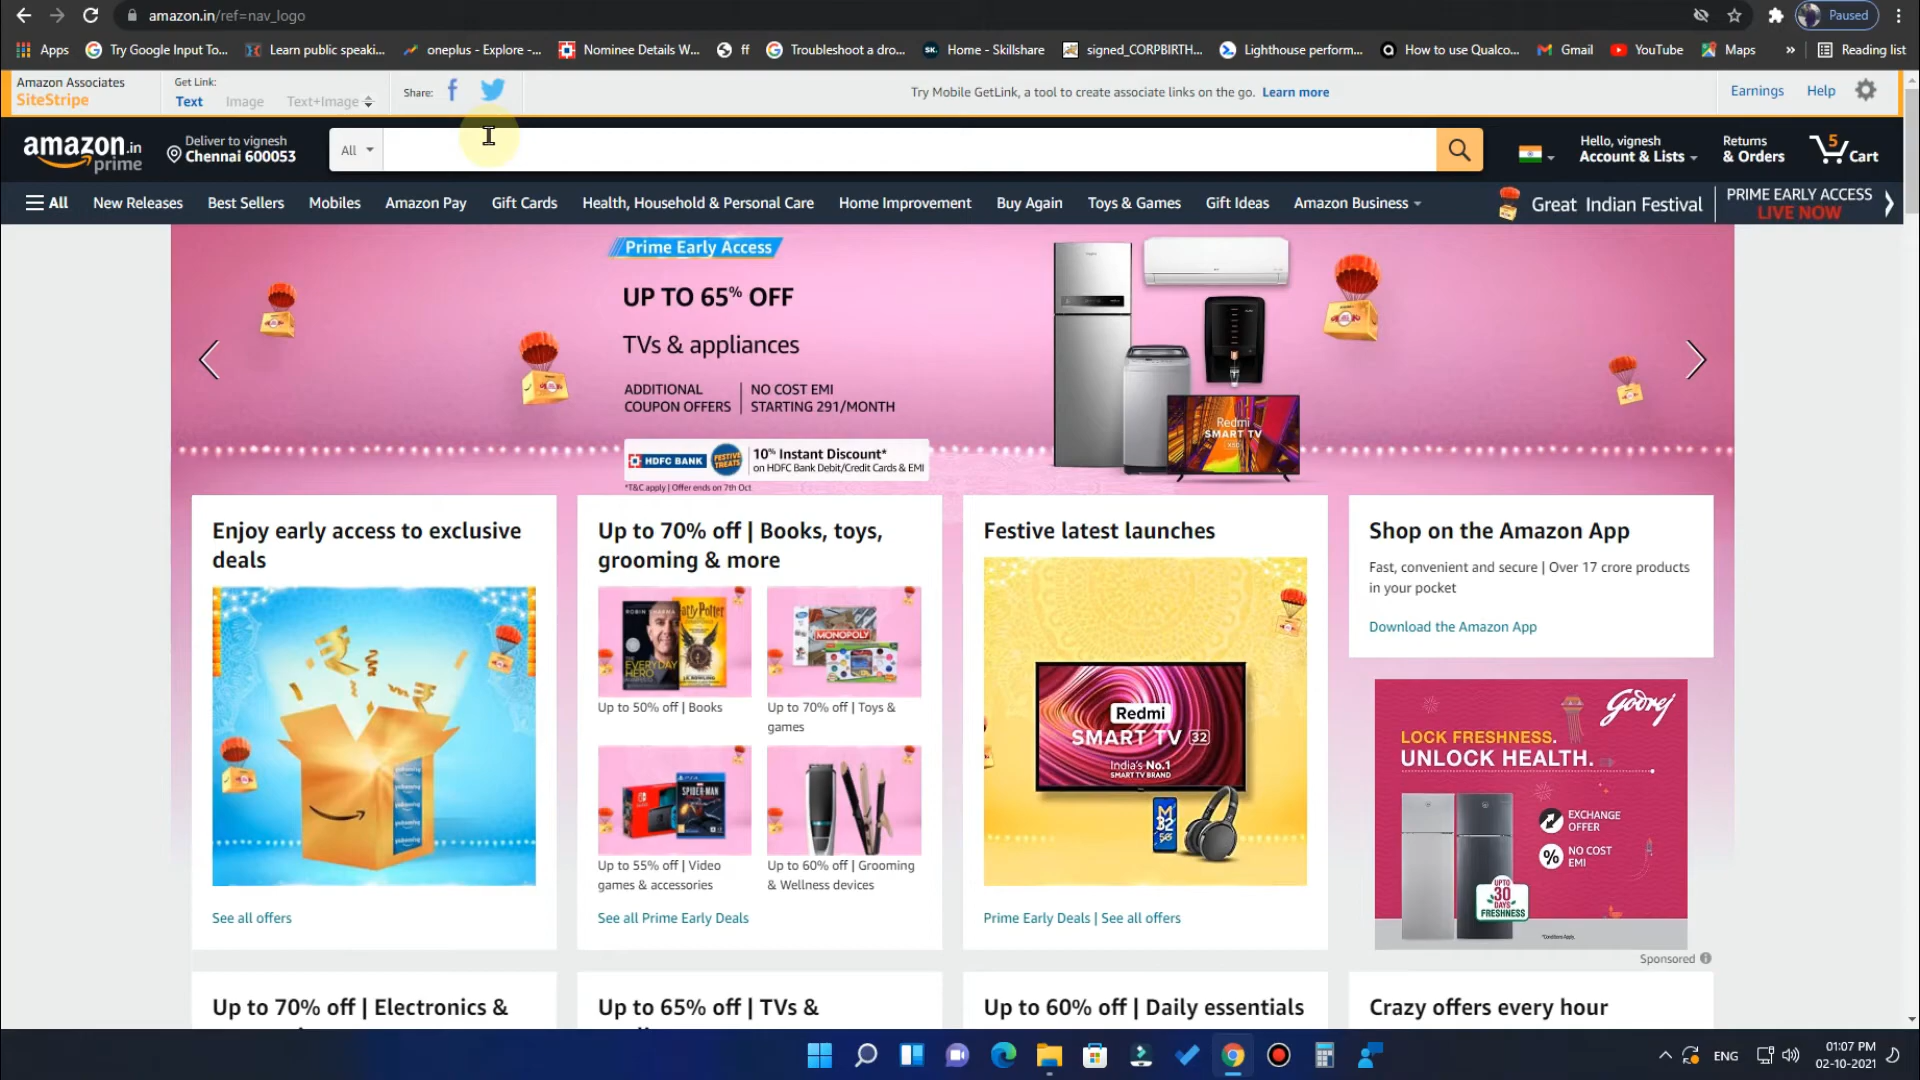 amazon.in/ref=nav_logo
Paused
Apps
Try Google Input To...
Learn public speaki...
oneplus - Explore -...
Nominee Details W...
ff
Troubleshoot a dro...
Home - Skillshare
signed_CORPBIRTH...
Lighthouse perform...
How to use Qualco...
Gmail
YouTube
Maps
»
Reading list
Amazon Associates
SiteStripe
Get Link:
Text
Image
Text+Image
Share:
Try Mobile GetLink, a tool to create associate links on the go. Learn more
Earnings
Help
amazon.in
prime
Deliver to vignesh
Chennai 600053
All
Hello, vignesh
Account & Lists
Returns
& Orders
5
Cart
All
New Releases
Best Sellers
Mobiles
Amazon Pay
Gift Cards
Health, Household & Personal Care
Home Improvement
Buy Again
Toys & Games
Gift Ideas
Amazon Business
Great Indian Festival
PRIME EARLY ACCESS
LIVE NOW
Prime Early Access
UP TO 65% OFF
TVs & appliances
ADDITIONAL
COUPON OFFERS
NO COST EMI
STARTING 291/MONTH
HDFC BANK
FESTIVE
TREATS
10% Instant Discount*
on HDFC Bank Debit/Credit Cards & EMI
*T&C apply | Offer ends on 7th Oct
Redmi
SMART TV
Enjoy early access to exclusive
deals
See all offers
Up to 70% off | Books, toys,
grooming & more
ROBIN SHARMA
EVERYDAY
HERO
MONOPOLY
Up to 50% off | Books
Up to 70% off | Toys &
games
SPIDER-MAN
Up to 55% off | Video
games & accessories
Up to 60% off | Grooming
& Wellness devices
See all Prime Early Deals
Festive latest launches
Redmi
SMART TV 32
India's No.1
SMART TV BRAND
Prime Early Deals | See all offers
Shop on the Amazon App
Fast, convenient and secure | Over 17 crore products
in your pocket
Download the Amazon App
Godrej
LOCK FRESHNESS.
UNLOCK HEALTH.
EXCHANGE
OFFER
% NO COST
EMI
UPTO
30
DAYS
FRESHNESS
*Conditions Apply.
Sponsored
Up to 70% off | Electronics &
Up to 65% off | TVs &
Up to 60% off | Daily essentials
Crazy offers every hour
ENG
01:07 PM
02-10-2021